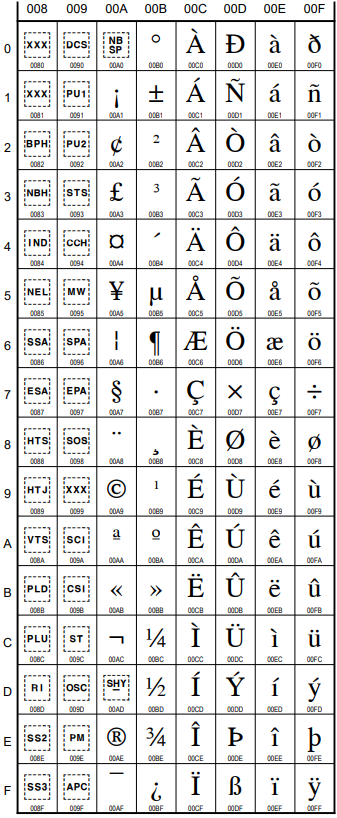 008 009 00A 00B 00C 00D 00E 00F
0 XXX DCS NB SP ° À Ð à ð
0080 0090 00A0 00B0 00C0 00D0 00E0 00F0
1 XXX PU1 ¡ ± Á Ñ á ñ
0081 0091 00A1 00B1 00C1 00D1 00E1 00F1
2 BPH PU2 ¢ ² Â Ò â ò
0082 0092 00A2 00B2 00C2 00D2 00E2 00F2
3 NBH STS £ ³ Ã Ó ã ó
0083 0093 00A3 00B3 00C3 00D3 00E3 00F3
4 IND CCH ¤ ´ Ä Ô ä ô
0084 0094 00A4 00B4 00C4 00D4 00E4 00F4
5 NEL MW ¥ µ Å Õ å õ
0085 0095 00A5 00B5 00C5 00D5 00E5 00F5
6 SSA SPA ¦ ¶ Æ Ö æ ö
0086 0096 00A6 00B6 00C6 00D6 00E6 00F6
7 ESA EPA § · Ç × ç ÷
0087 0097 00A7 00B7 00C7 00D7 00E7 00F7
8 HTS SOS ¨ ¸ È Ø è ø
0088 0098 00A8 00B8 00C8 00D8 00E8 00F8
9 HTJ XXX © ¹ É Ù é ù
0089 0099 00A9 00B9 00C9 00D9 00E9 00F9
A VTS SCI ª º Ê Ú ê ú
008A 009A 00AA 00BA 00CA 00DA 00EA 00FA
B PLD CSI « » Ë Û ë û
008B 009B 00AB 00BB 00CB 00DB 00EB 00FB
C PLU ST ¬ ¼ Ì Ü ì ü
008C 009C 00AC 00BC 00CC 00DC 00EC 00FC
D RI OSC SHY ½ Í Ý í ý
008D 009D 00AD 00BD 00CD 00DD 00ED 00FD
E SS2 PM ® ¾ Î Þ î þ
008E 009E 00AE 00BE 00CE 00DE 00EE 00FE
F SS3 APC ¯ ¿ Ï ß ï ÿ
008F 009F 00AF 00BF 00CF 00DF 00EF 00FF